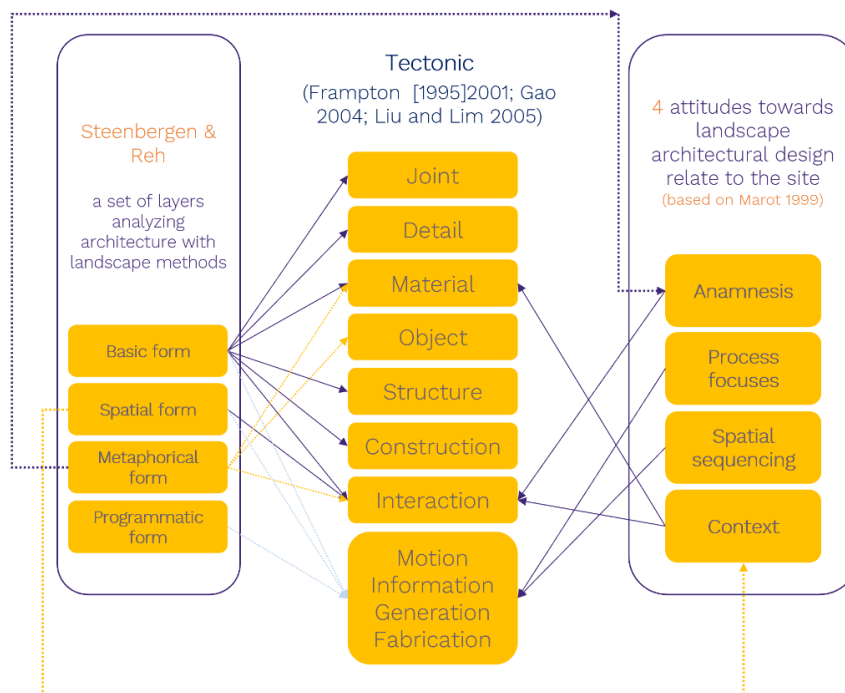 Steenbergen &
Reh
a set of layers
analyzing
architecture with
landscape methods
Basic form
Spatial form
Metaphorical
form
Programmatic
form
Tectonic
(Frampton [1995]2001; Gao
2004; Liu and Lim 2005)
Joint
Detail
Material
Object
Structure
Construction
Interaction
Motion
Information
Generation
Fabrication
4 attitudes towards
landscape
architectural design
relate to the site
(based on Marot 1999)
Anamnesis
Process
focuses
Spatial
sequencing
Context